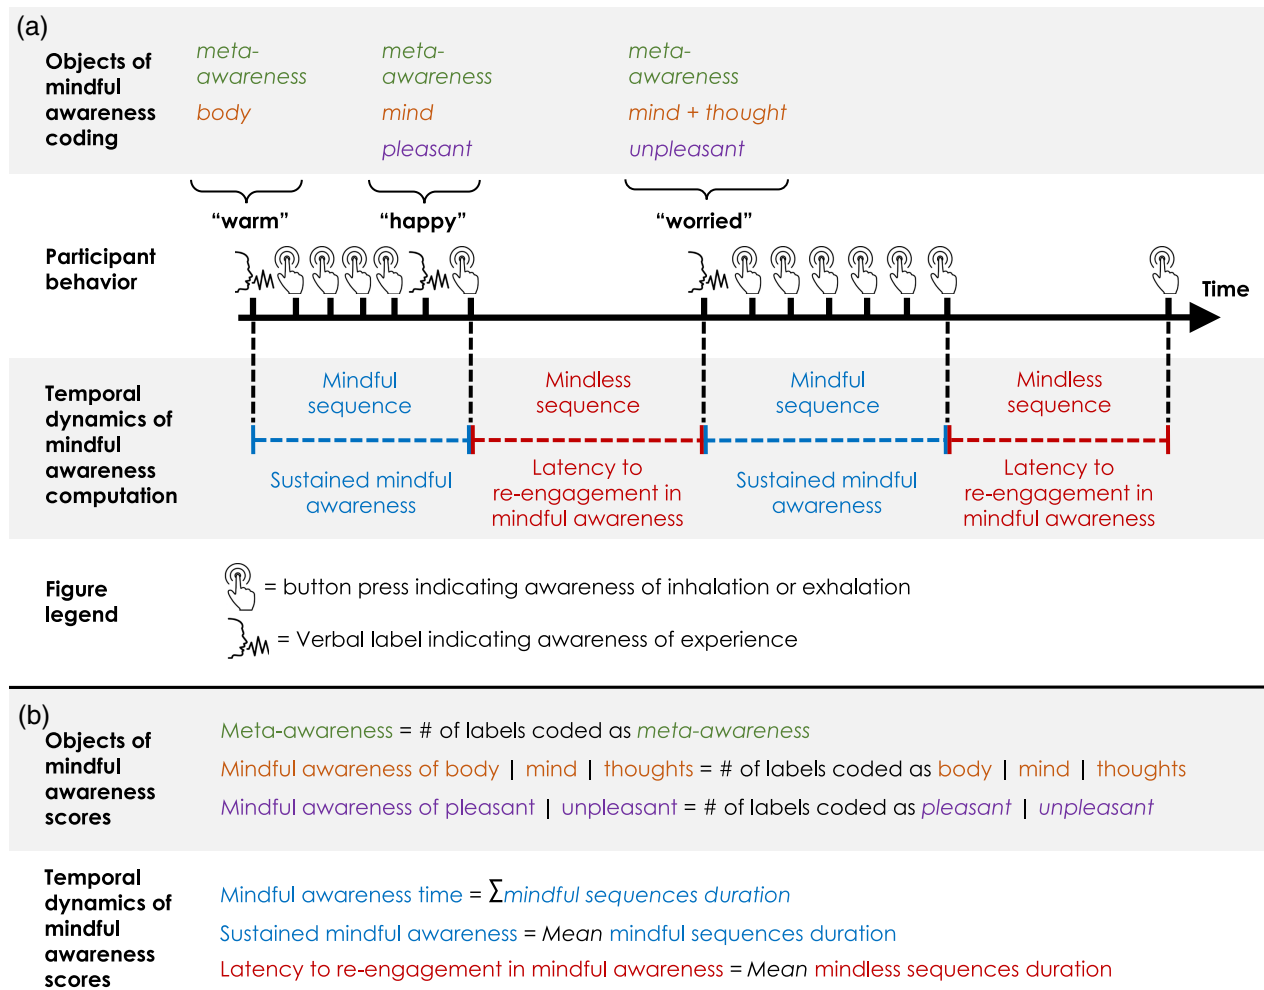 (a)
Objects of
mindful
awareness
coding
meta-
awareness
body
meta-
awareness
mind
pleasant
meta-
awareness
mind + thought
unpleasant
“warm”
“happy”
“worried”
Participant
behavior
Time
Temporal
dynamics of
mindful
awareness
computation
Mindful
sequence
Mindless
sequence
Mindful
sequence
Mindless
sequence
Sustained mindful
awareness
Latency to
re-engagement in
mindful awareness
Sustained mindful
awareness
Latency to
re-engagement in
mindful awareness
Figure
legend
= button press indicating awareness of inhalation or exhalation
= Verbal label indicating awareness of experience
(b)
Objects of
mindful
awareness
scores
Meta-awareness = # of labels coded as meta-awareness
Mindful awareness of body | mind | thoughts = # of labels coded as body | mind | thoughts
Mindful awareness of pleasant | unpleasant = # of labels coded as pleasant | unpleasant
Temporal
dynamics of
mindful
awareness
scores
Mindful awareness time = Σmindful sequences duration
Sustained mindful awareness = Mean mindful sequences duration
Latency to re-engagement in mindful awareness = Mean mindless sequences duration